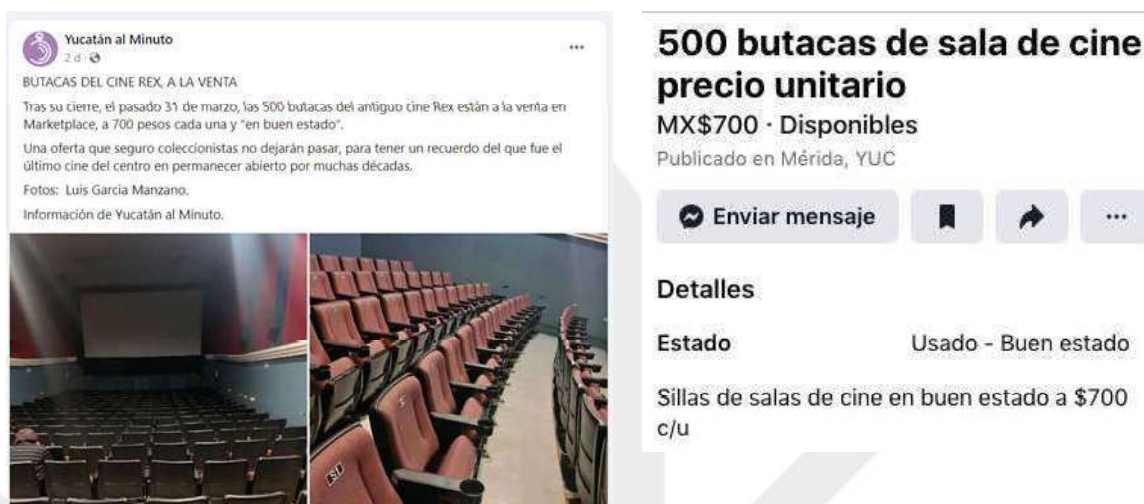 Yucatán al Minuto
2 d
BUTACAS DEL CINE REX, A LA VENTA
Tras su cierre, el pasado 31 de marzo, las 500 butacas del antiguo cine Rex están a la venta en
Marketplace, a 700 pesos cada una y "en buen estado".
Una oferta que seguro coleccionistas no dejarán pasar, para tener un recuerdo del que fue el
último cine del centro en permanecer abierto por muchas décadas.
Fotos: Luis Garcia Manzano.
Información de Yucatán al Minuto.
500 butacas de sala de cine
precio unitario
MX$700 · Disponibles
Publicado en Mérida, YUC
Enviar mensaje
Detalles
Estado Usado - Buen estado
Sillas de salas de cine en buen estado a $700
c/u